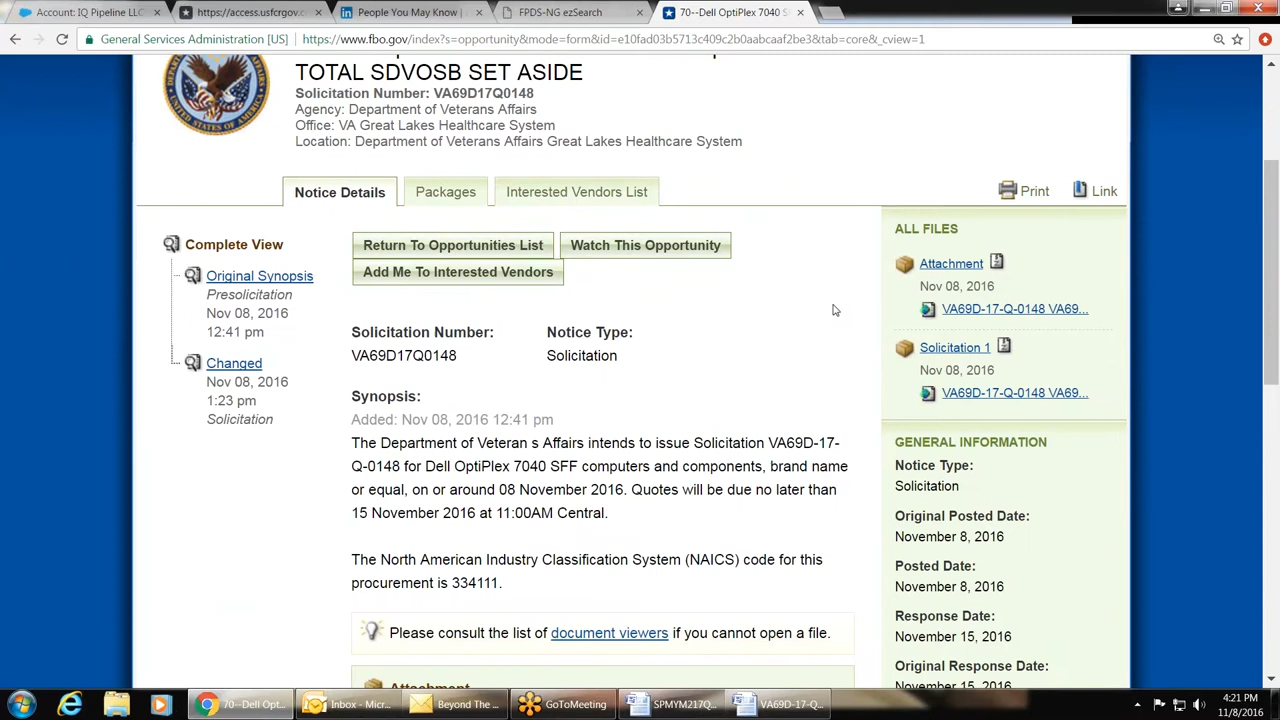 Account: IQ Pipeline LLC
https://access.usfcrgov.c
People You May Know |
FPDS-NG ezSearch
70--Dell OptiPlex 7040 S
General Services Administration [US]
https://www.fbo.gov/index?s=opportunity&mode=form&id=e10fad03b5713c409c2b0aabcaaf2be3&tab=core&_cview=1
TOTAL SDVOSB SET ASIDE
Solicitation Number: VA69D17Q0148
Agency: Department of Veterans Affairs
Office: VA Great Lakes Healthcare System
Location: Department of Veterans Affairs Great Lakes Healthcare System
Notice Details
Packages
Interested Vendors List
Print
Link
Complete View
Original Synopsis
Presolicitation
Nov 08, 2016
12:41 pm
Changed
Nov 08, 2016
1:23 pm
Solicitation
Return To Opportunities List
Watch This Opportunity
Add Me To Interested Vendors
Solicitation Number:
Notice Type:
VA69D17Q0148
Solicitation
Synopsis:
Added: Nov 08, 2016 12:41 pm
The Department of Veteran s Affairs intends to issue Solicitation VA69D-17-
Q-0148 for Dell OptiPlex 7040 SFF computers and components, brand name
or equal, on or around 08 November 2016. Quotes will be due no later than
15 November 2016 at 11:00AM Central.
The North American Industry Classification System (NAICS) code for this
procurement is 334111.
Please consult the list of document viewers if you cannot open a file.
Attachment
ALL FILES
Attachment
Nov 08, 2016
VA69D-17-Q-0148 VA69...
Solicitation 1
Nov 08, 2016
VA69D-17-Q-0148 VA69...
GENERAL INFORMATION
Notice Type:
Solicitation
Original Posted Date:
November 8, 2016
Posted Date:
November 8, 2016
Response Date:
November 15, 2016
Original Response Date:
November 15, 2016
70--Dell Opt...
Inbox - Micr...
Beyond The ...
GoToMeeting
SPMYM217Q...
VA69D-17-Q...
4:21 PM
11/8/2016